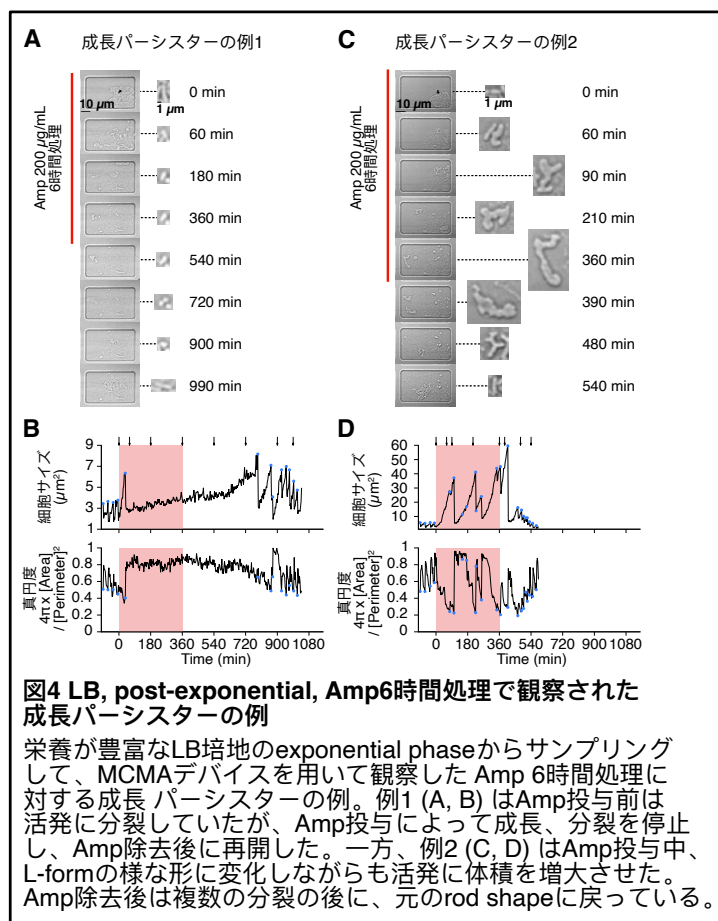 A 成長パーシスターの例1
Amp 200 µg/mL
6時間処理
10 µm
1 µm
0 min
60 min
180 min
360 min
540 min
720 min
900 min
990 min
C 成長パーシスターの例2
Amp 200 µg/mL
6時間処理
10 µm
1 µm
0 min
60 min
90 min
210 min
360 min
390 min
480 min
540 min
B
細胞サイズ
(µm²)
9
7
5
3
1
真円度
4π x [Area]
/ [Perimeter]²
1
0.8
0.6
0.4
0.2
0
0 180 360 540 720 900 1080
Time (min)
D
細胞サイズ
(µm²)
60
50
40
30
20
10
真円度
4π x [Area]
/ [Perimeter]²
1
0.8
0.6
0.4
0.2
0
0 180 360 540 720 900 1080
Time (min)
図4 LB, post-exponential, Amp6時間処理で観察された
成長パーシスターの例
栄養が豊富なLB培地のexponential phaseからサンプリング
して、MCMAデバイスを用いて観察した Amp 6時間処理に
対する成長 パーシスターの例。例1 (A, B) はAmp投与前は
活発に分裂していたが、Amp投与によって成長、分裂を停止
し、Amp除去後に再開した。一方、例2 (C, D) はAmp投与中、
L-formの様な形に変化しながらも活発に体積を増大させた。
Amp除去後は複数の分裂の後に、元のrod shapeに戻っている。